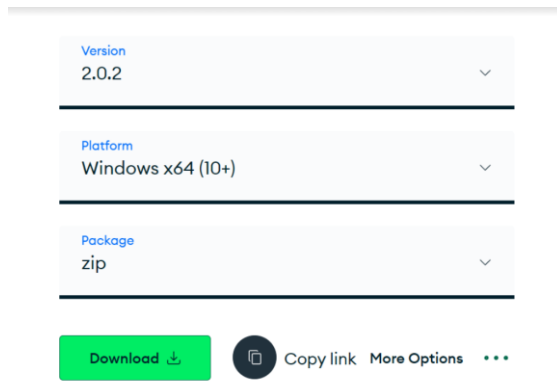 Version
2.0.2
Platform
Windows x64 (10+)
Package
zip
Download Copy link More Options